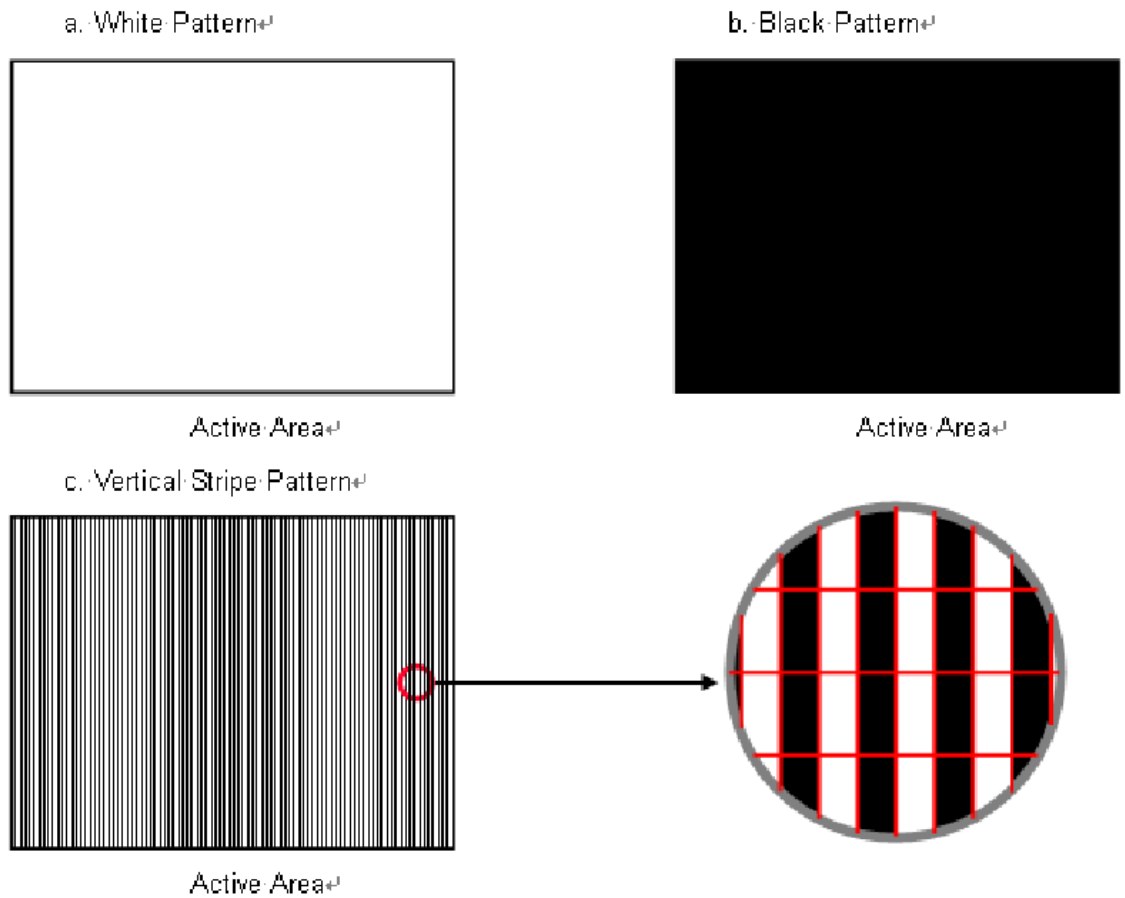 a. White Pattern↵
b. Black Pattern↵
Active Area↵
Active Area↵
c. Vertical Stripe Pattern↵
Active Area↵